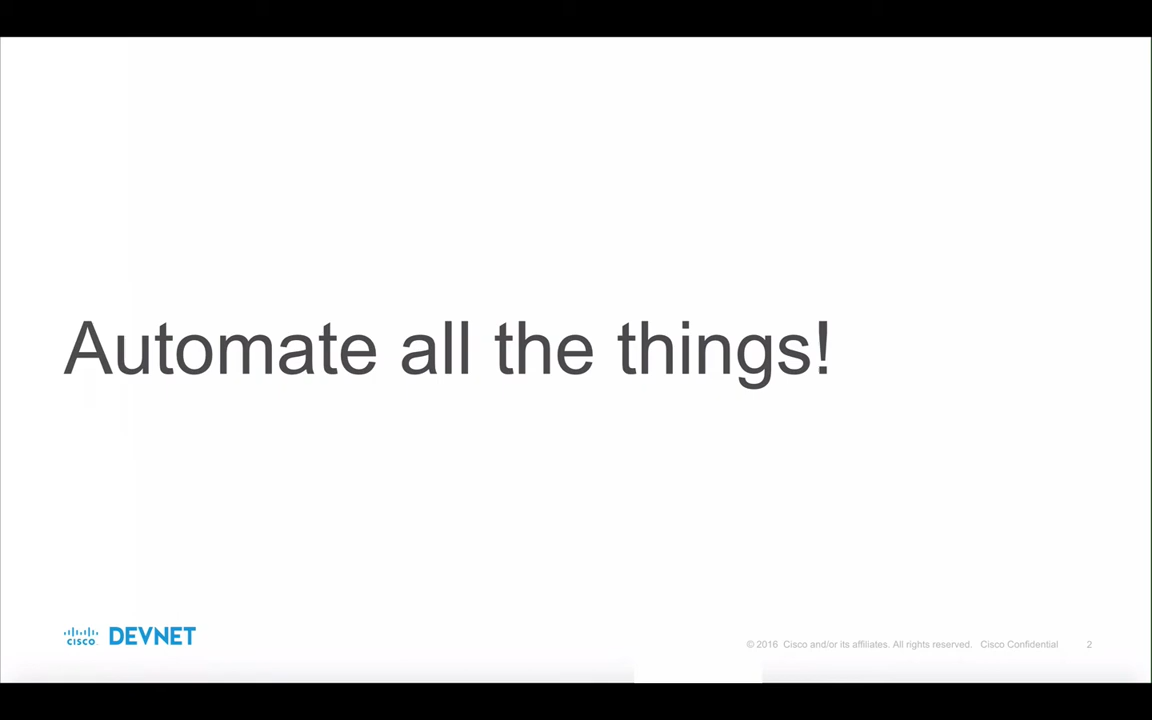 Automate all the things!
CISCO DEVNET
© 2016 Cisco and/or its affiliates. All rights reserved. Cisco Confidential 2